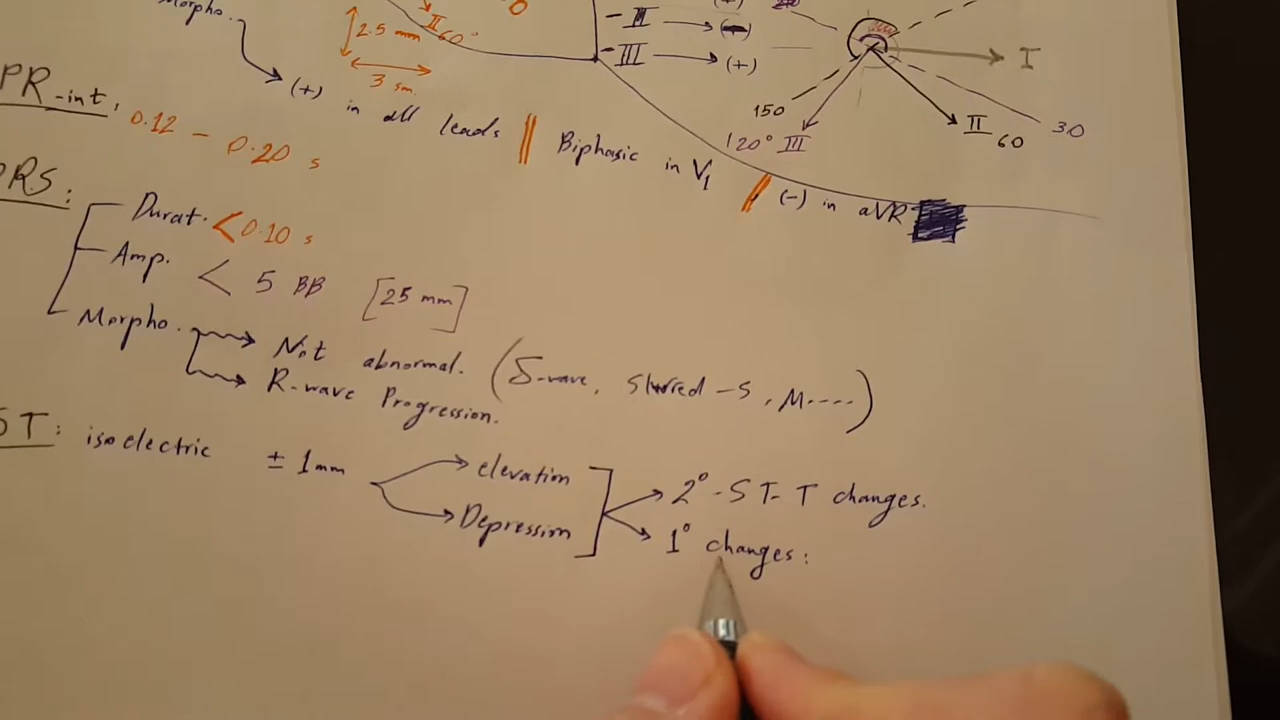 Morpho.
2.5 mm
3 sm.
II 60°
- II → (+)
- III → (+)
I
II 60
30
150
120° III
(+) in all leads || Biphasic in V1 || (-) in aVR
PR-int, 0.12 - 0.20 s
QRS:
Durat. < 0.10 s
Amp. < 5 BB [25 mm]
Morpho. → Not abnormal. (δ-wave, Slurred-S, M....)
→ R-wave Progression.
ST: isoelectric ± 1mm → elevation
→ Depression
→ 2° - ST-T changes.
→ 1° changes: